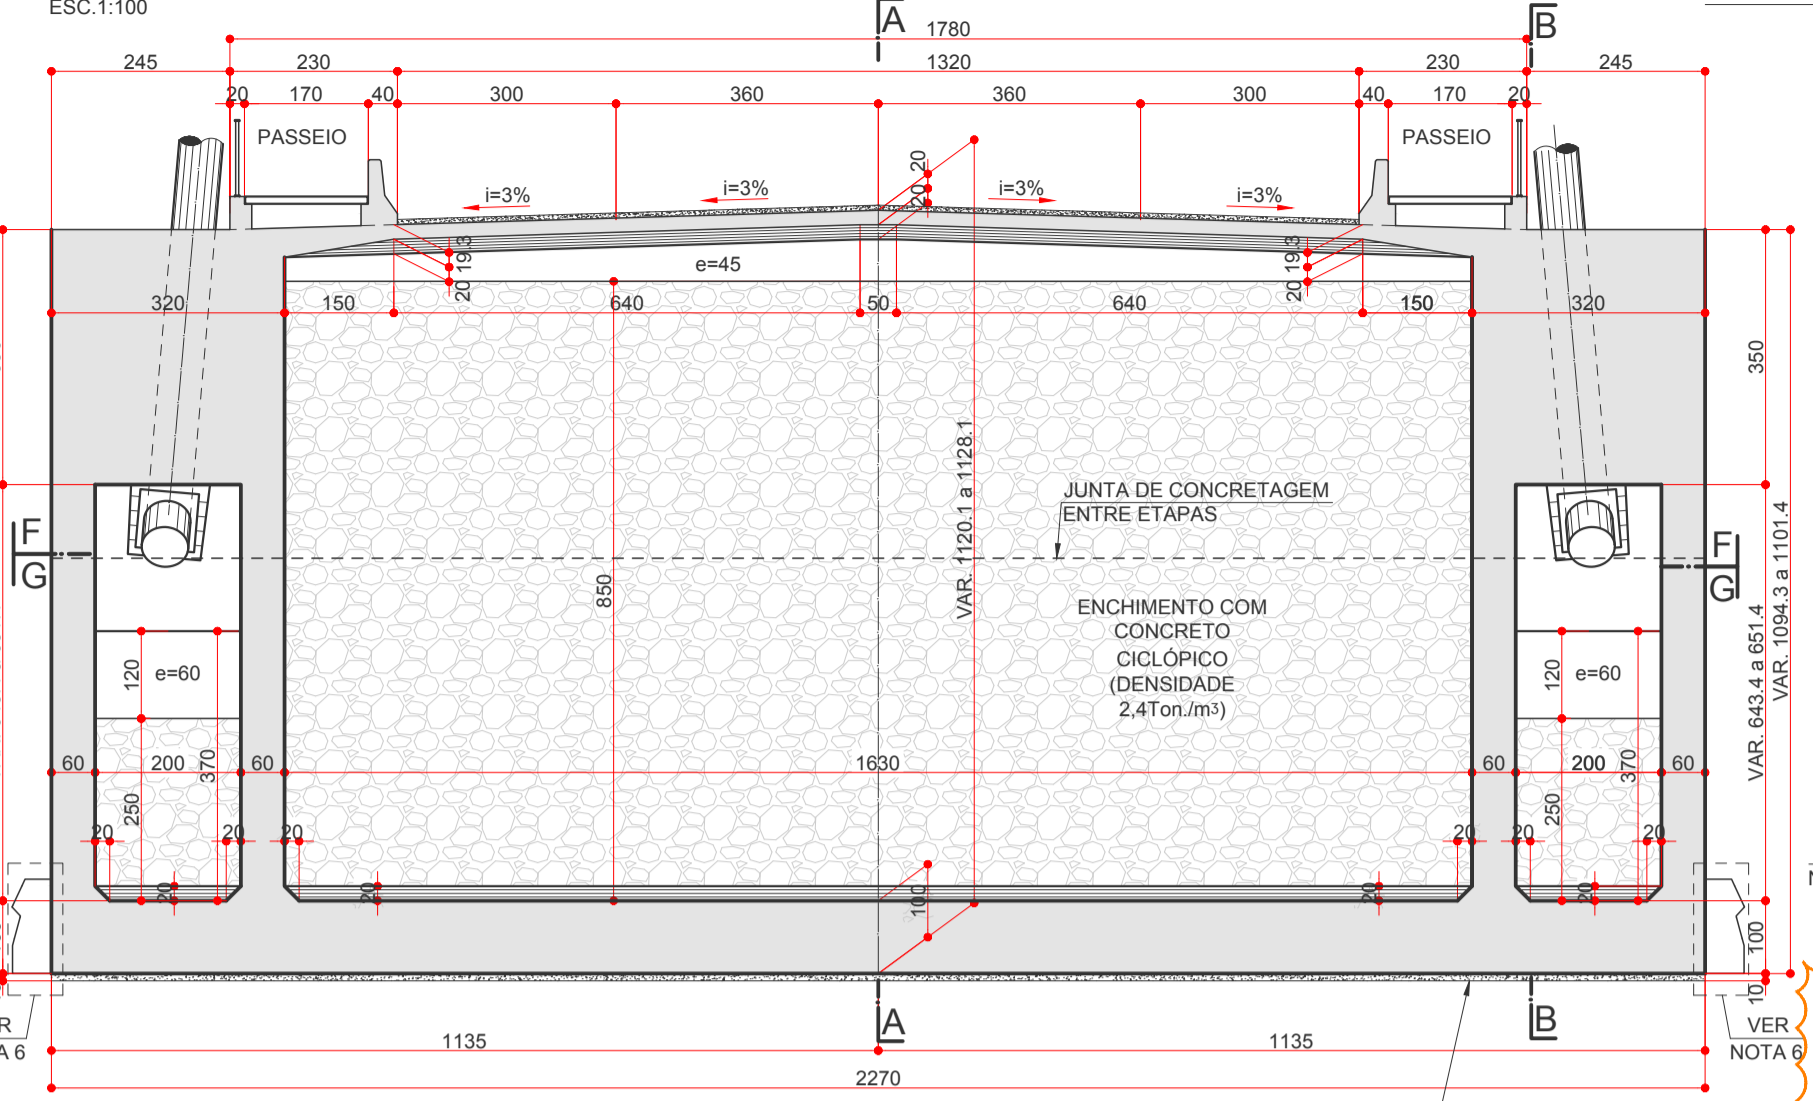 ESC.1:100
A
B
1780
245
230
1320
230
245
20
170
40
300
360
360
300
40
170
20
PASSEIO
PASSEIO
i=3%
i=3%
i=3%
i=3%
20
20
19.3
20
e=45
19.3
20
320
150
640
50
640
150
320
350
VAR. 1120.1 a 1128.1
JUNTA DE CONCRETAGEM
ENTRE ETAPAS
F
G
F
G
850
ENCHIMENTO COM
CONCRETO
CICLÓPICO
(DENSIDADE
2,4Ton./m³)
VAR. 643.4 a 651.4
VAR. 1094.3 a 1101.4
120
e=60
120
e=60
60
200
60
1630
60
200
60
370
250
370
250
20
20
20
20
20
20
20
20
100
20
20
100
10
A
B
VER
NOTA 6
R
A 6
1135
1135
2270